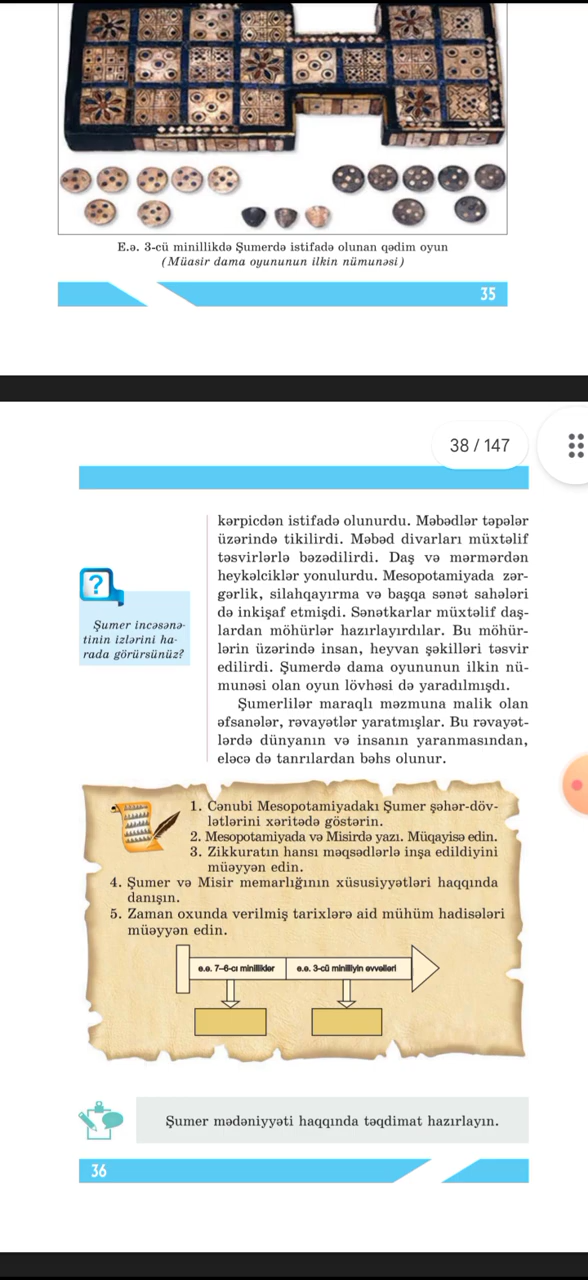 E.ə. 3-cü minillikdə Şumerdə istifadə olunan qədim oyun
(Müasir dama oyununun ilkin nümunəsi)
35
38 / 147
kərpicdən istifadə olunurdu. Məbədlər təpələr
üzərində tikilirdi. Məbəd divarları müxtəlif
təsvirlərlə bəzədilirdi. Daş və mərmərdən
heykəlciklər yonulurdu. Mesopotamiyada zər-
gərlik, silahqayırma və başqa sənət sahələri
də inkişaf etmişdi. Sənətkarlar müxtəlif daş-
lardan möhürlər hazırlayırdılar. Bu möhür-
lərin üzərində insan, heyvan şəkilləri təsvir
edilirdi. Şumerdə dama oyununun ilkin nü-
munəsi olan oyun lövhəsi də yaradılmışdı.
Şumerlilər maraqlı məzmuna malik olan
əfsanələr, rəvayətlər yaratmışlar. Bu rəvayət-
lərdə dünyanın və insanın yaranmasından,
eləcə də tanrılardan bəhs olunur.
?
Şumer incəsənə-
tinin izlərini ha-
rada görürsünüz?
1. Cənubi Mesopotamiyadakı Şumer şəhər-döv-
lətlərini xəritədə göstərin.
2. Mesopotamiyada və Misirdə yazı. Müqayisə edin.
3. Zikkuratın hansı məqsədlərlə inşa edildiyini
müəyyən edin.
4. Şumer və Misir memarlığının xüsusiyyətləri haqqında
danışın.
5. Zaman oxunda verilmiş tarixlərə aid mühüm hadisələri
müəyyən edin.
e.ə. 7–6-cı minilliklər
e.ə. 3-cü minilliyin əvvəlləri
Şumer mədəniyyəti haqqında təqdimat hazırlayın.
36